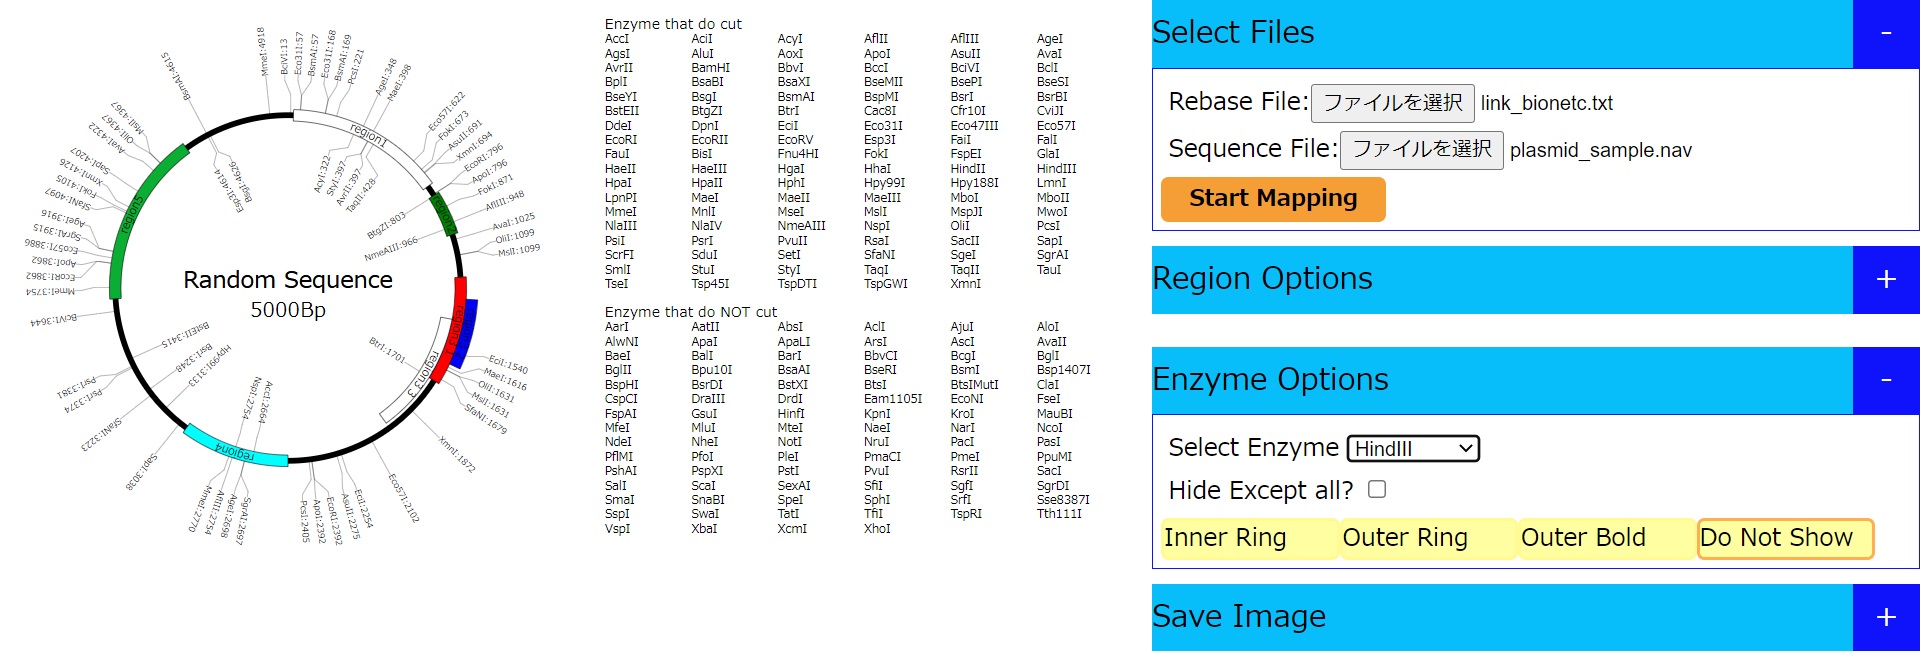 MmeI:4918
BciVI:13
Eco31I:57
BsmAI:57
Eco31I:168
BsmAI:169
PcsI:221
AgeI:348
MaeI:398
Eco57I:622
FokI:673
AsuII:691
XmnI:694
EcoRI:796
ApoI:796
FokI:871
AflIII:948
AvaI:1025
OliI:1099
MslI:1099
EciI:1540
MaeI:1616
OliI:1631
MslI:1631
SfaNI:1679
XmnI:1872
Eco57I:2102
EciI:2254
AsuII:2275
EcoRI:2392
ApoI:2392
PcsI:2405
SgrAI:2697
AgeI:2698
AflIII:2754
MmeI:2770
SapI:3038
SfaNI:3223
PsrI:3374
PsrI:3381
BciVI:3644
MmeI:3754
EcoRI:3862
ApoI:3862
Eco57I:3886
SgrAI:3915
AgeI:3916
SfaNI:4097
FokI:4105
XmnI:4126
SapI:4207
AvaI:4322
OliI:4367
MslI:4367
BsmAI:4615
BsgI:4626
Esp3I:4614
AcyI:322
StyI:397
AvrII:397
TaqII:428
BtgZI:803
NmeAIII:966
BtrI:1701
AccI:2664
NspI:2754
Hpy99I:3133
BsrI:3248
BstEII:3415
region1
region3
region3_3
region4
region5
Random Sequence
5000Bp
Enzyme that do cut
AccI AciI AcyI AflII AflIII AgeI
AgsI AluI AoxI ApoI AsuII AvaI
AvrII BamHI BbvI BccI BciVI BclI
BplI BsaBI BsaXI BseMII BsePI BseSI
BseYI BsgI BsmAI BspMI BsrI BsrBI
BstEII BtgZI BtrI Cac8I Cfr10I CviJI
DdeI DpnI EciI Eco31I Eco47III Eco57I
EcoRI EcoRII EcoRV Esp3I FaiI FalI
FauI BisI Fnu4HI FokI FspEI GlaI
HaeII HaeIII HgaI HhaI HindII HindIII
HpaI HpaII HphI Hpy99I Hpy188I LmnI
LpnPI MaeI MaeII MaeIII MboI MboII
MmeI MnlI MseI MslI MspJI MwoI
NlaIII NlaIV NmeAIII NspI OliI PcsI
PsiI PsrI PvuII RsaI SacII SapI
ScrFI SduI SetI SfaNI SgeI SgrAI
SmlI StuI StyI TaqI TaqII TauI
TseI Tsp45I TspDTI TspGWI XmnI
Enzyme that do NOT cut
AarI AatII AbsI AclI AjuI AloI
AlwNI ApaI ApaLI ArsI AscI AvaII
BaeI BalI BarI BbvCI BcgI BglI
BglII Bpu10I BsaAI BseRI BsmI Bsp1407I
BspHI BsrDI BstXI BtsI BtsIMutI ClaI
CspCI DraIII DrdI Eam1105I EcoNI FseI
FspAI GsuI HinfI KpnI KroI MauBI
MfeI MluI MteI NaeI NarI NcoI
NdeI NheI NotI NruI PacI PasI
PflMI PfoI PleI PmaCI PmeI PpuMI
PshAI PspXI PstI PvuI RsrII SacI
SalI ScaI SexAI SfiI SgfI SgrDI
SmaI SnaBI SpeI SphI SrfI Sse8387I
SspI SwaI TatI TfiI TspRI Tth111I
VspI XbaI XcmI XhoI
Select Files -
Rebase File: ファイルを選択 link_bionetc.txt
Sequence File: ファイルを選択 plasmid_sample.nav
Start Mapping
Region Options +
Enzyme Options -
Select Enzyme HindIII
Hide Except all?
Inner Ring Outer Ring Outer Bold Do Not Show
Save Image +